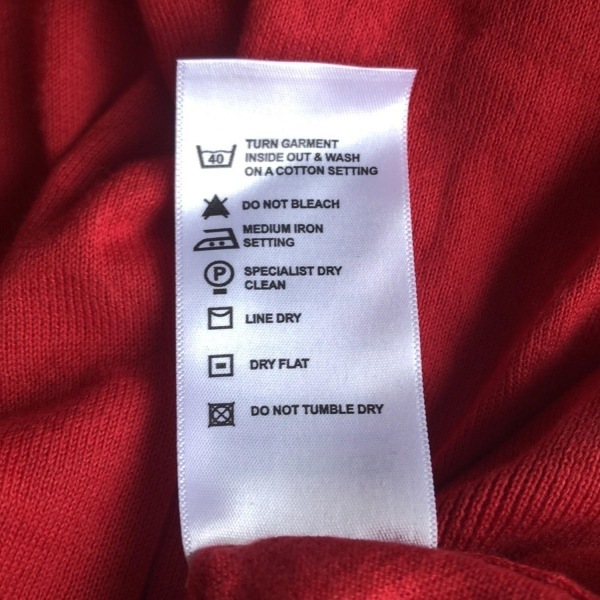 40
TURN GARMENT
INSIDE OUT & WASH
ON A COTTON SETTING
DO NOT BLEACH
MEDIUM IRON
SETTING
P
SPECIALIST DRY
CLEAN
LINE DRY
DRY FLAT
DO NOT TUMBLE DRY